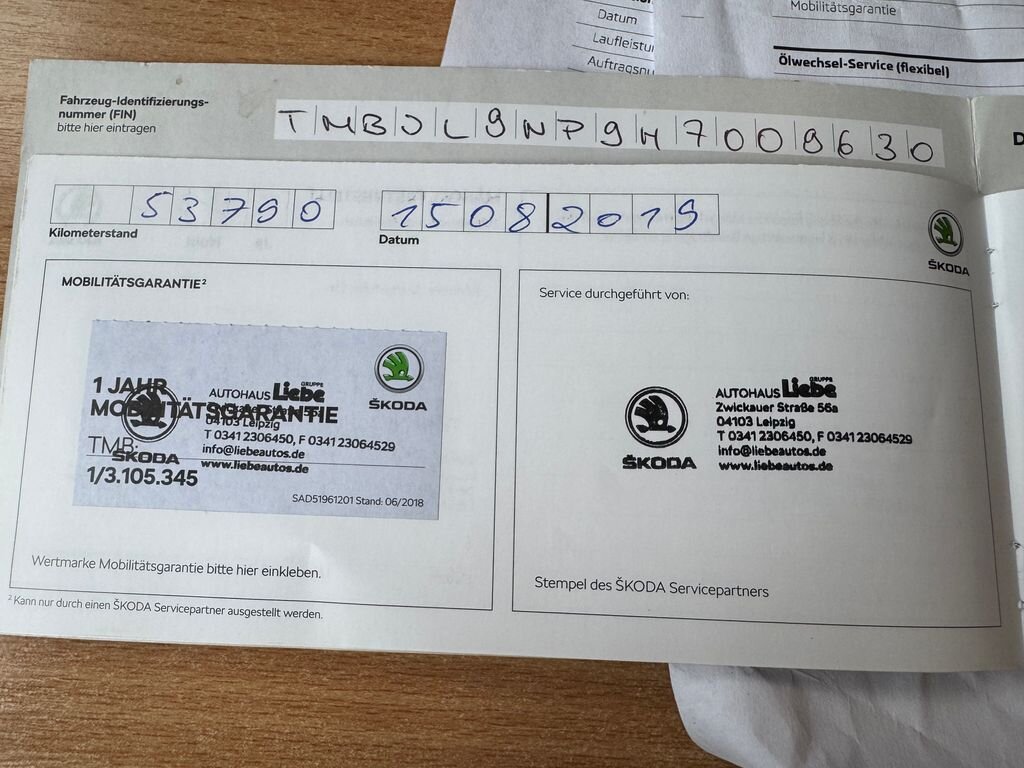 Datum
Laufleistu
Auftragsnu
Mobilitätsgarantie
Ölwechsel-Service (flexibel)
Fahrzeug-Identifizierungs-
nummer (FIN)
bitte hier eintragen
TMBJL9NP9H7008630
53790
Kilometerstand
15082019
Datum
ŠKODA
MOBILITÄTSGARANTIE²
1 JAHR
MOBILITÄTSGARANTIE
TMB:
1/3.105.345
ŠKODA
SAD51961201 Stand: 06/2018
ŠKODA
GRUPPE
AUTOHAUS Liebe
04103 Leipzig
T 0341 2306450, F 0341 23064529
info@liebeautos.de
www.liebeautos.de
Wertmarke Mobilitätsgarantie bitte hier einkleben.
² Kann nur durch einen ŠKODA Servicepartner ausgestellt werden.
Service durchgeführt von:
ŠKODA
GRUPPE
AUTOHAUS Liebe
Zwickauer Straße 56a
04103 Leipzig
T 0341 2306450, F 0341 23064529
info@liebeautos.de
www.liebeautos.de
Stempel des ŠKODA Servicepartners
D